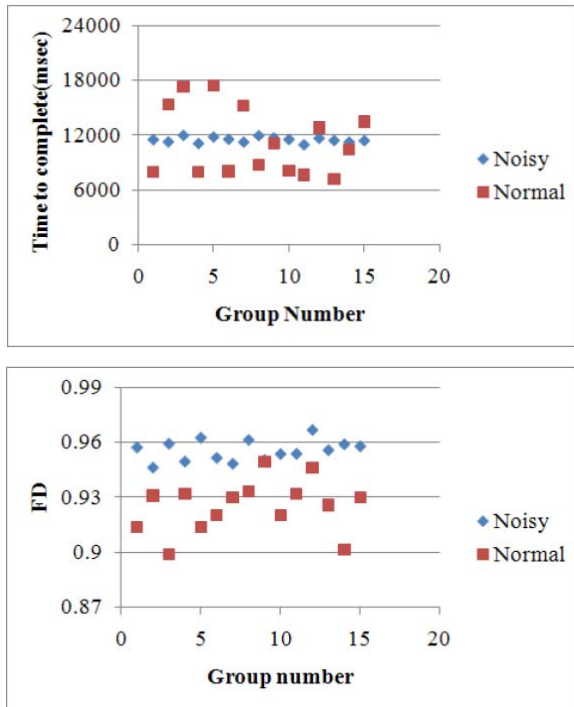 24000
18000
12000
6000
0
Time to complete(msec)
0 5 10 15 20
Group Number
Noisy
Normal
0.99
0.96
0.93
0.9
0.87
FD
0 5 10 15 20
Group number
Noisy
Normal